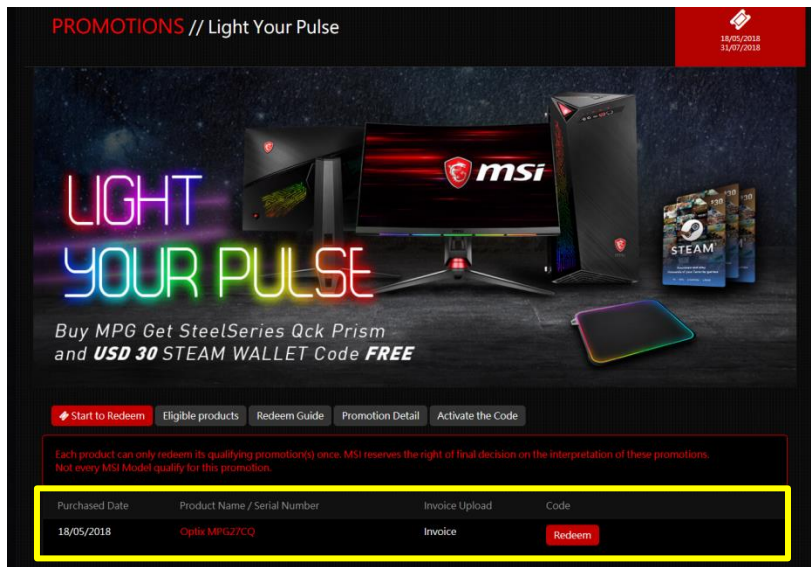 PROMOTIONS // Light Your Pulse
18/05/2018
31/07/2018
LIGHT
YOUR PULSE
msi
$30
STEAM
Buy MPG Get SteelSeries Qck Prism
and USD 30 STEAM WALLET Code FREE
Start to Redeem
Eligible products
Redeem Guide
Promotion Detail
Activate the Code
Each product can only redeem its qualifying promotion(s) once. MSI reserves the right of final decision on the interpretation of these promotions.
Not every MSI Model qualify for this promotion.
Purchased Date Product Name / Serial Number Invoice Upload Code
18/05/2018 Optix MPG27CQ Invoice Redeem